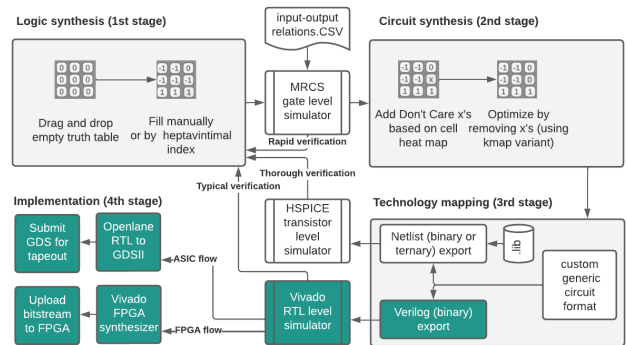 Logic synthesis (1st stage)
input-output
relations.CSV
Circuit synthesis (2nd stage)
0 0 0
0 0 0
0 0 0
-1 -1 0
-1 -1 -1
1 1 1
Drag and drop
empty truth table
Fill manually
or by heptavintimal
index
MRCS
gate level
simulator
-1 -1 0
-1 -1 x
1 1 1
-1 -1 0
-1 -1 -1
1 1 1
Add Don't Care x's
based on cell
heat map
Optimize by
removing x's (using
kmap variant)
Rapid verification
Thorough verification
Typical verification
Implementation (4th stage)
Technology mapping (3rd stage)
Submit
GDS for
tapeout
Openlane
RTL to
GDSII
HSPICE
transistor
level
simulator
Netlist (binary or
ternary) export
.lib
custom
generic
circuit
format
ASIC flow
Upload
bitstream
to FPGA
Vivado
FPGA
synthesizer
FPGA flow
Vivado
RTL level
simulator
Verilog (binary)
export